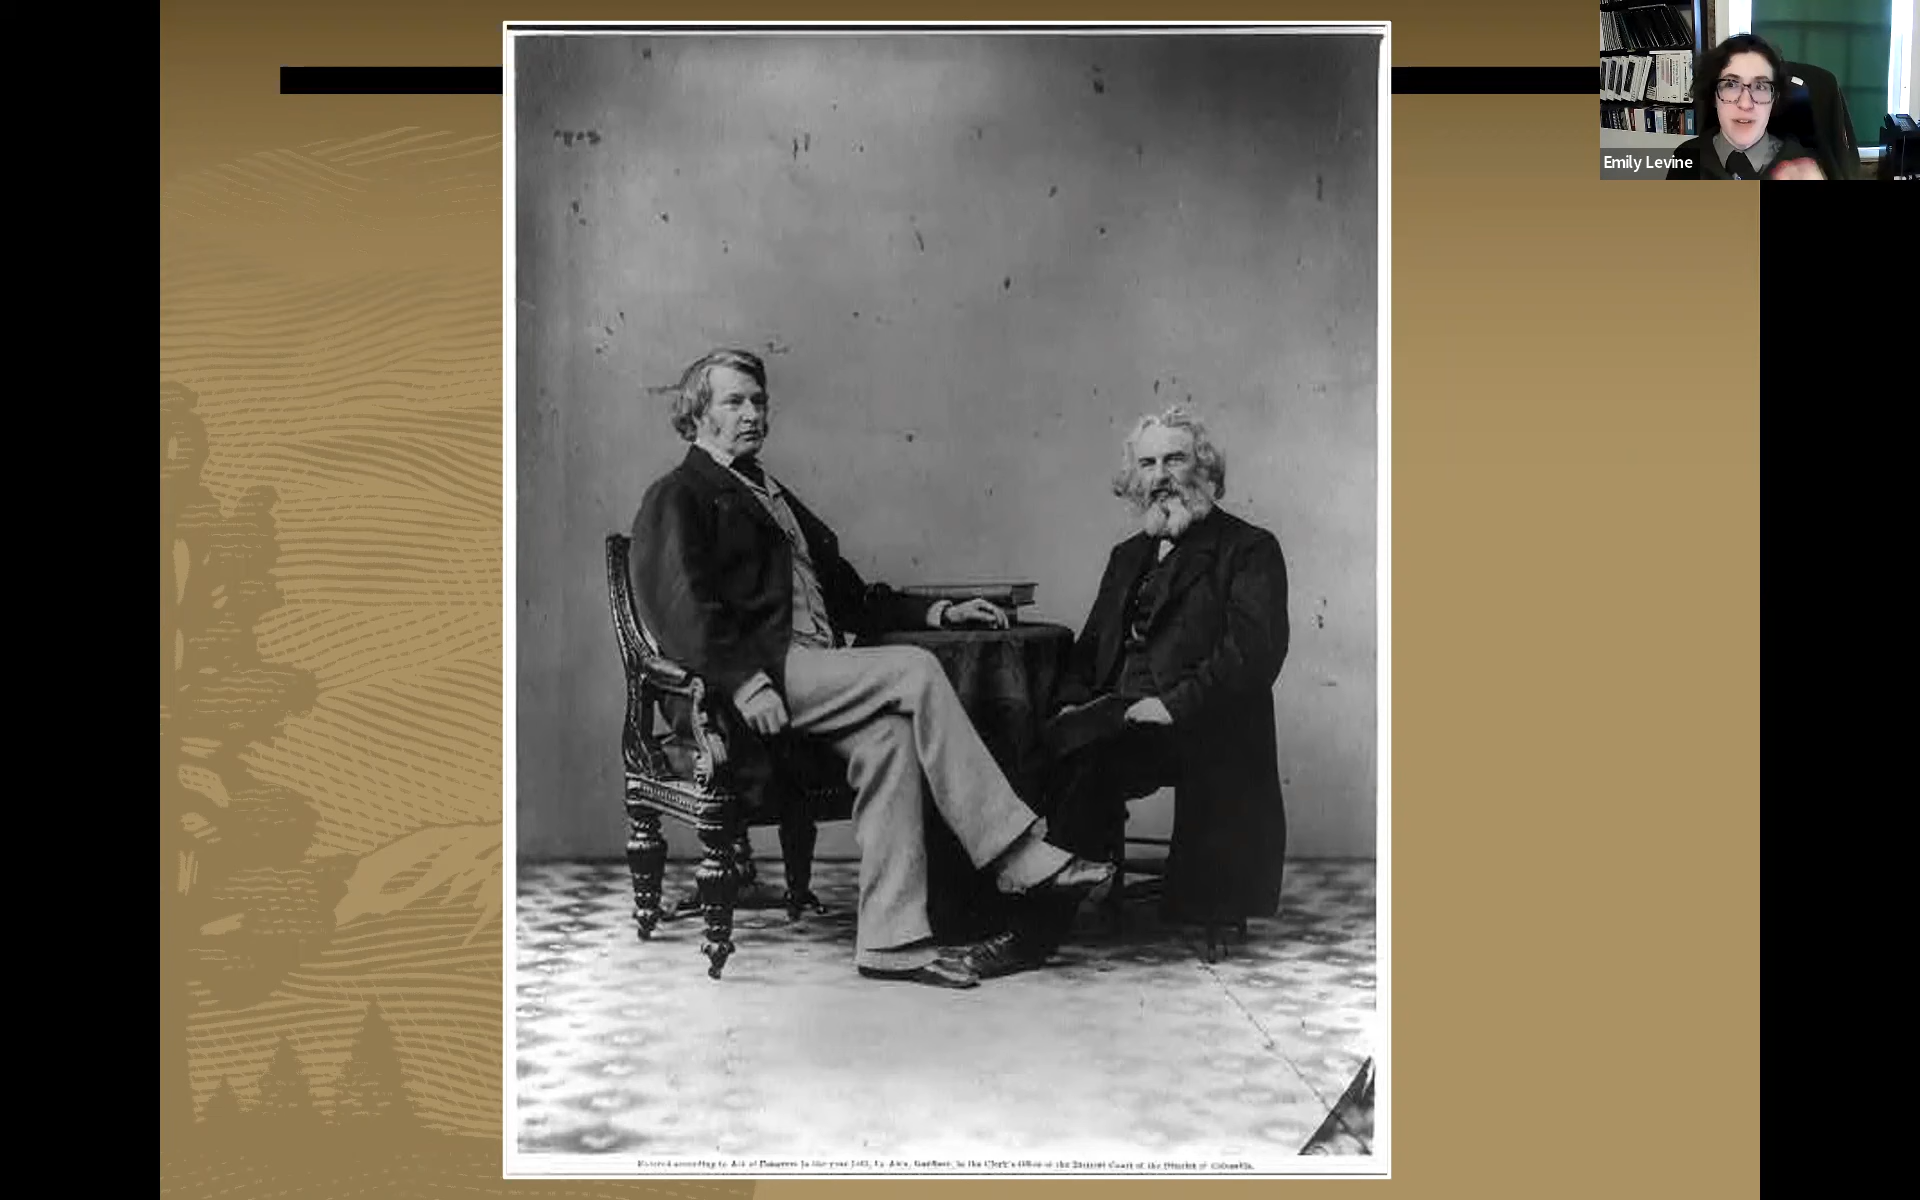 Emily Levine
Entered according to Act of Congress in the year by Alex. Gardner, in the Clerk's Office of the District Court of the District of Columbia.